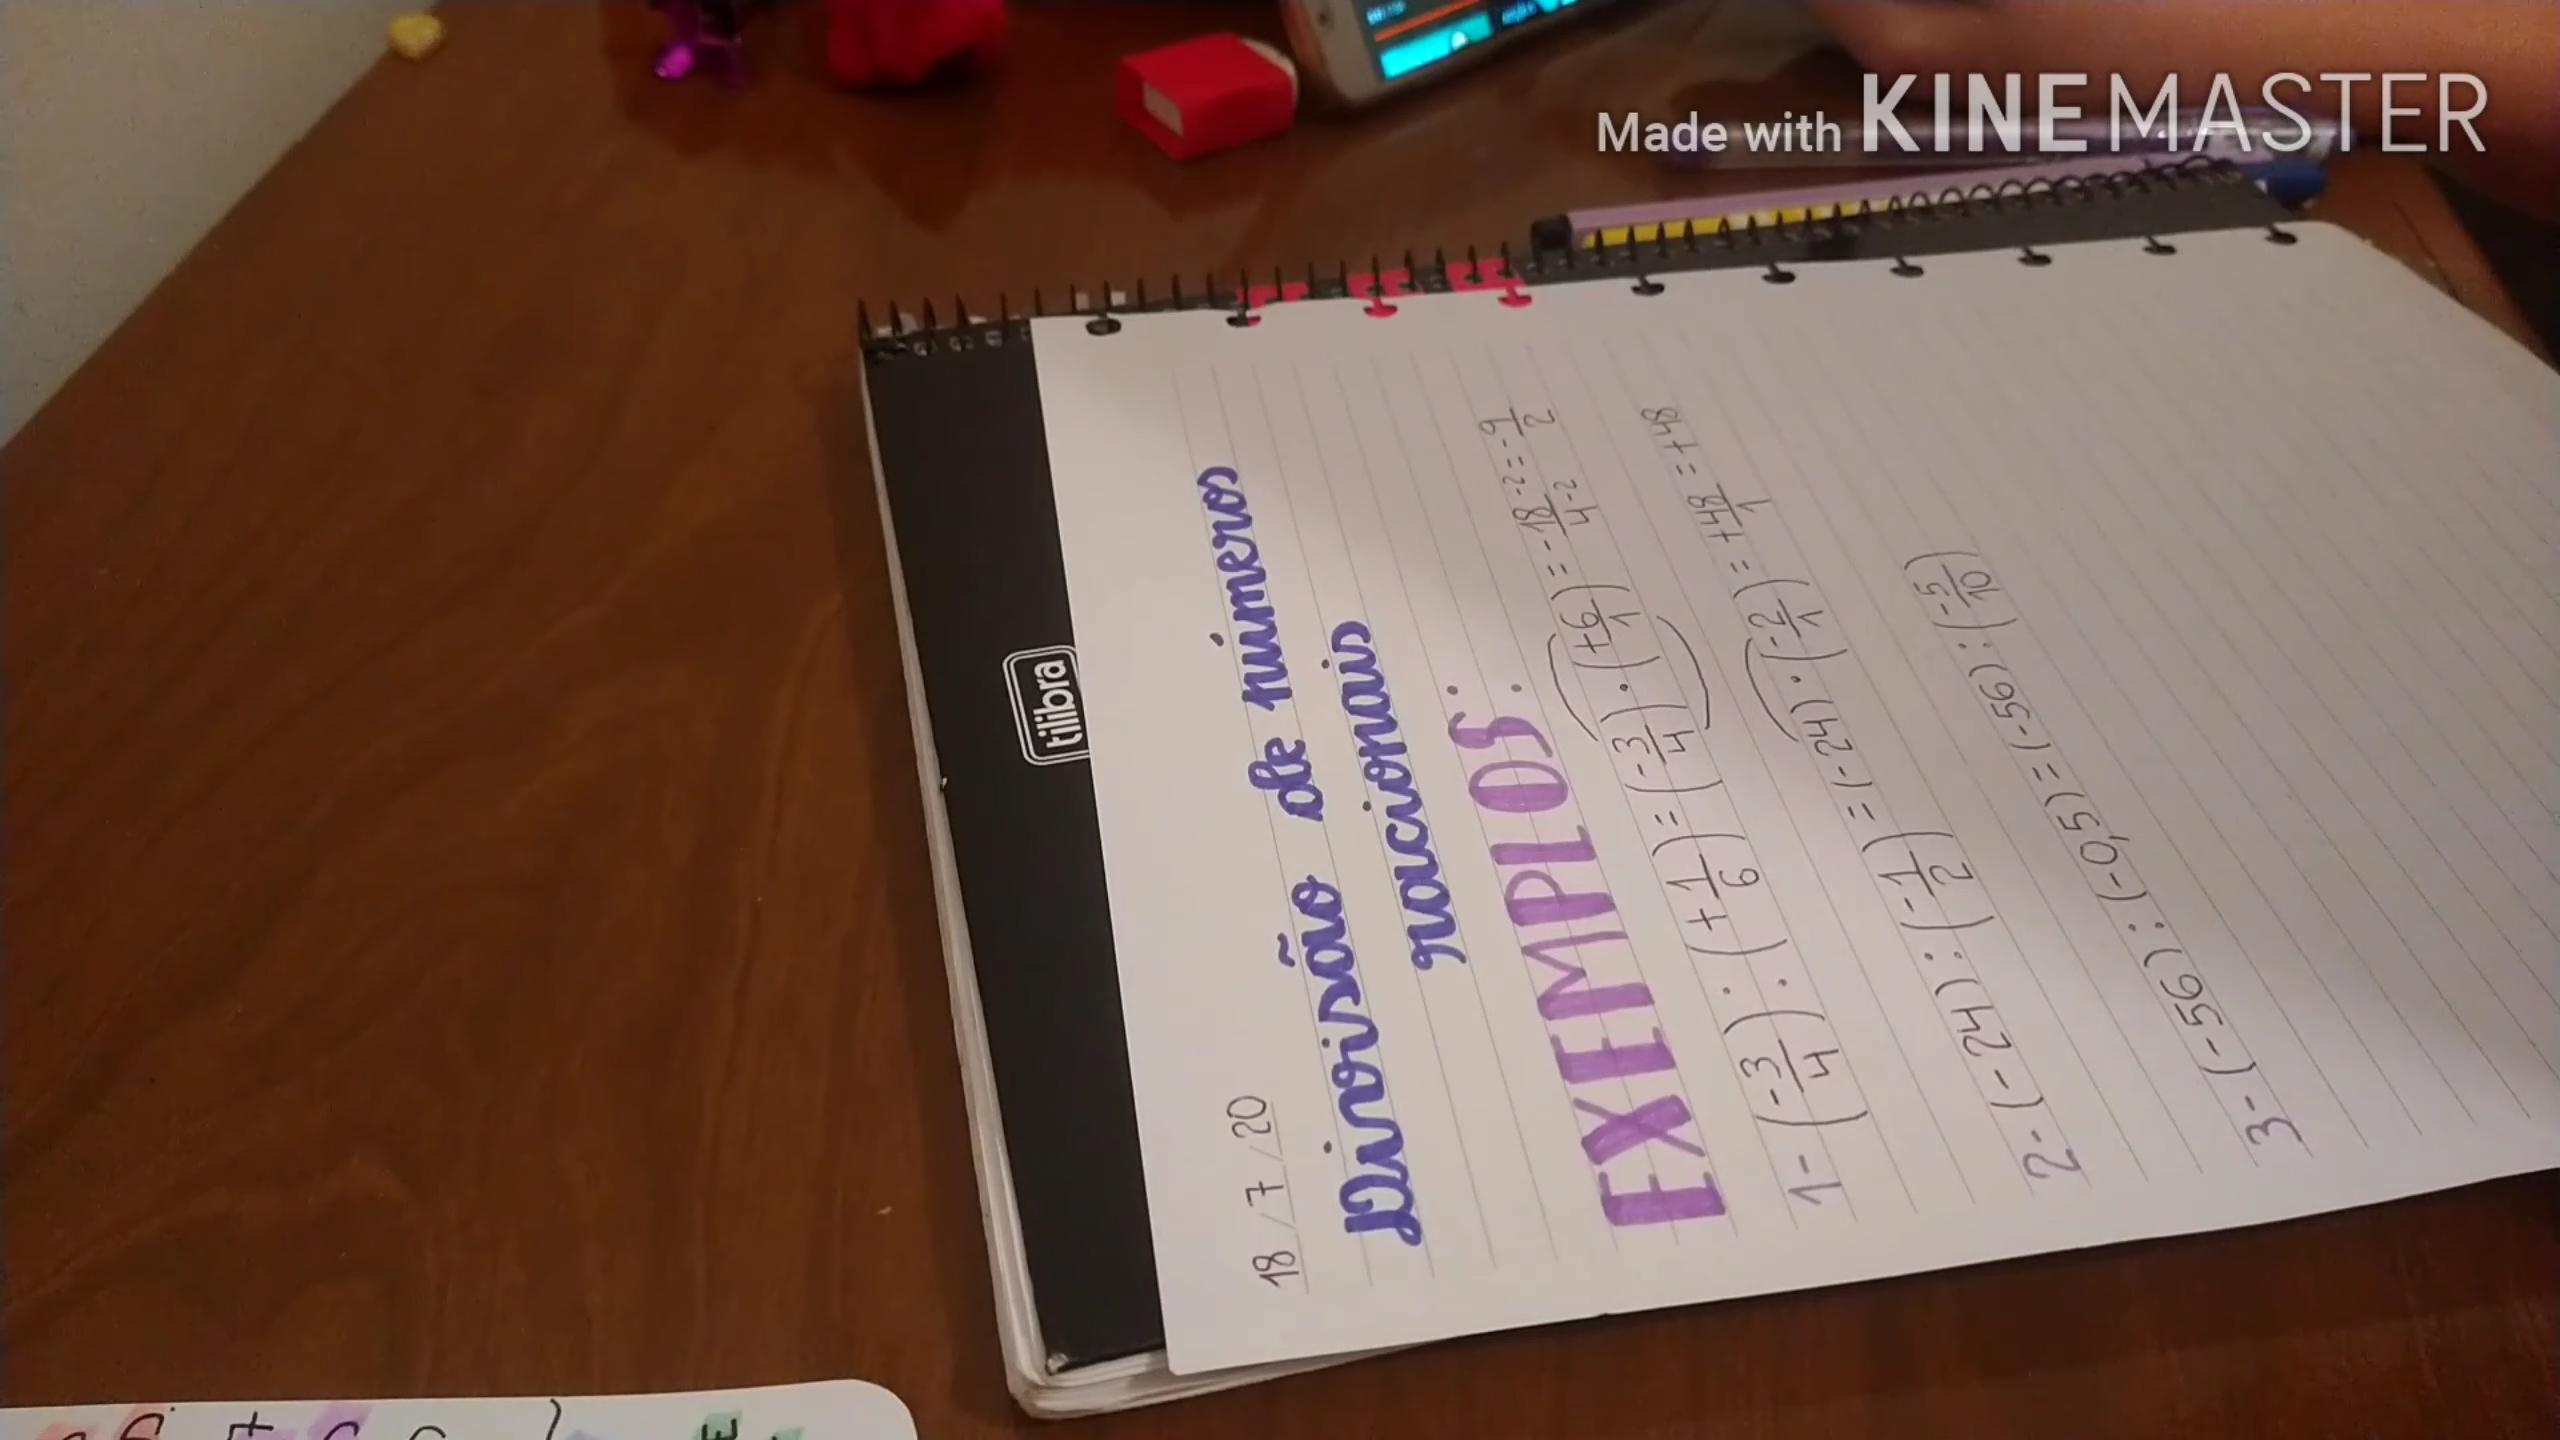 Made with KINEMASTER
tilibra
18/7/20
Divisão de números
racionais
EXEMPLOS:
1- (-3/4) : (+1/6) = (-3/4) · (+6/1) = -18÷2/4÷2 = -9/2
2- (-24) : (-1/2) = (-24) · (-2/1) = +48/1 = +48
3- (-56) : (-0,5) = (-56) : (-5/10)